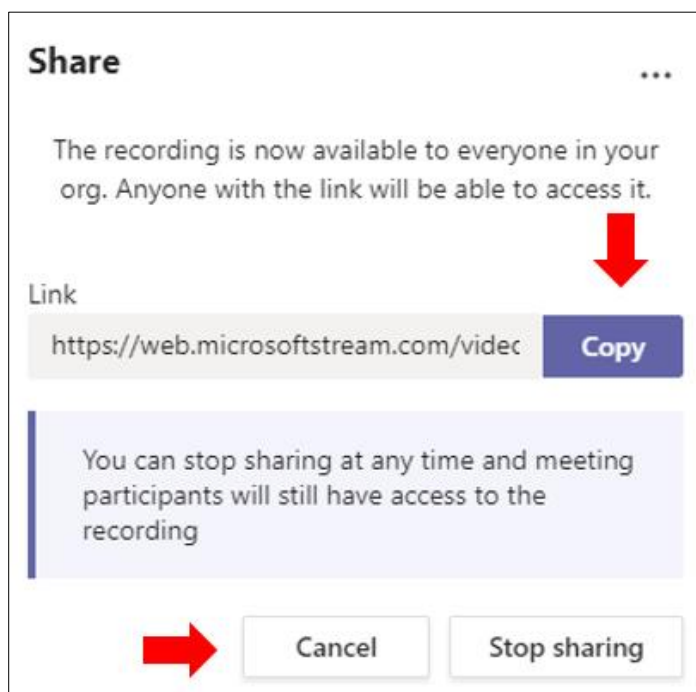 Share
...
The recording is now available to everyone in your
org. Anyone with the link will be able to access it.
Link
https://web.microsoftstream.com/videc
Copy
You can stop sharing at any time and meeting
participants will still have access to the
recording
Cancel
Stop sharing